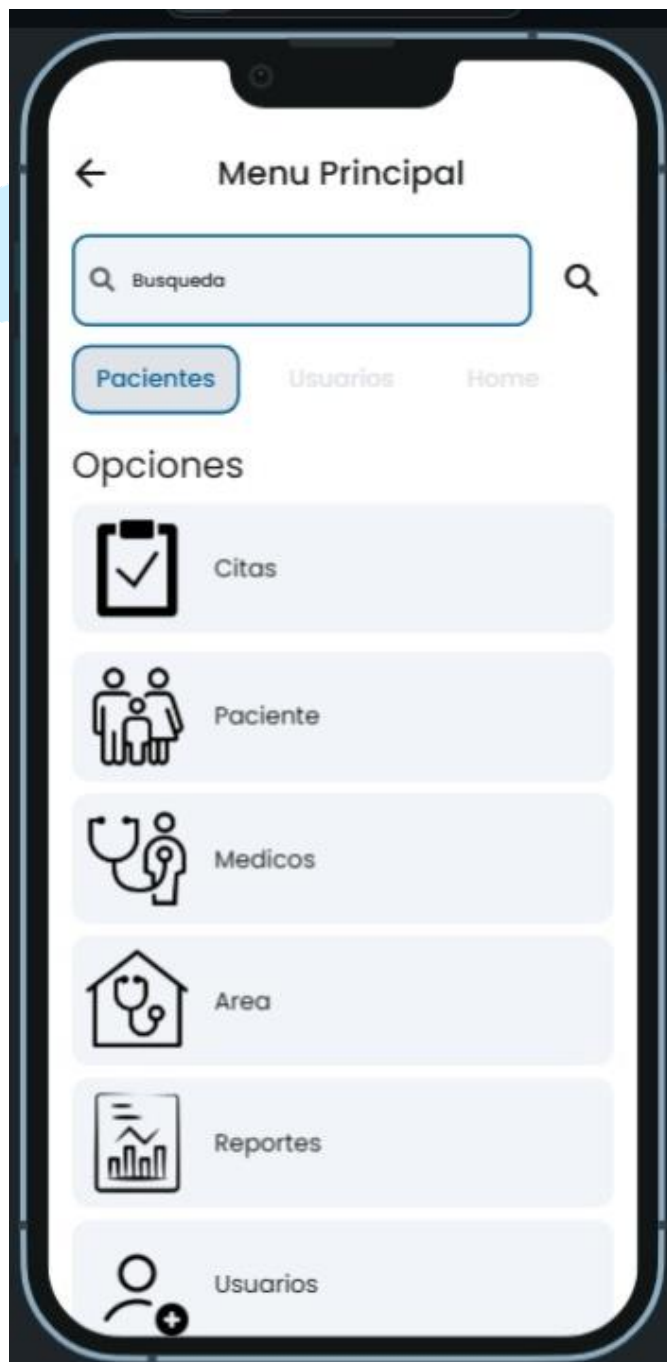 Menu Principal
Busqueda
Pacientes Usuarios Home
Opciones
Citas
Paciente
Medicos
Area
Reportes
Usuarios